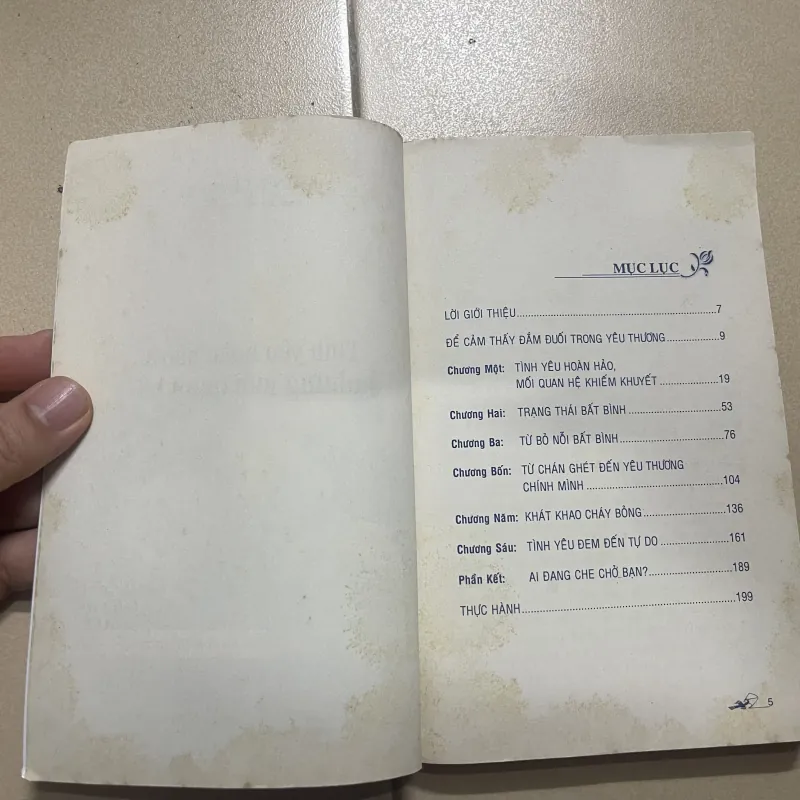 MỤC LỤC
LỜI GIỚI THIỆU.....7
ĐỂ CẢM THẤY ĐẮM ĐUỐI TRONG YÊU THƯƠNG.....9
Chương Một: TÌNH YÊU HOÀN HẢO,
MỐI QUAN HỆ KHIẾM KHUYẾT.....19
Chương Hai: TRẠNG THÁI BẤT BÌNH.....53
Chương Ba: TỪ BỎ NỖI BẤT BÌNH.....76
Chương Bốn: TỪ CHÁN GHÉT ĐẾN YÊU THƯƠNG
CHÍNH MÌNH.....104
Chương Năm: KHÁT KHAO CHÁY BỎNG.....136
Chương Sáu: TÌNH YÊU ĐEM ĐẾN TỰ DO.....161
Phần Kết: AI ĐANG CHE CHỞ BẠN?.....189
THỰC HÀNH.....199
5